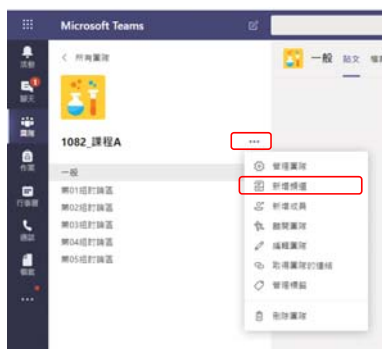 Microsoft Teams
活動
聊天
團隊
作業
行事曆
通話
檔案
< 所有團隊
1082_課程A
...
一般
第01組討論區
第02組討論區
第03組討論區
第04組討論區
第05組討論區
一般 貼文
管理團隊
新增頻道
新增成員
離開團隊
編輯團隊
取得團隊的連結
管理標籤
刪除團隊